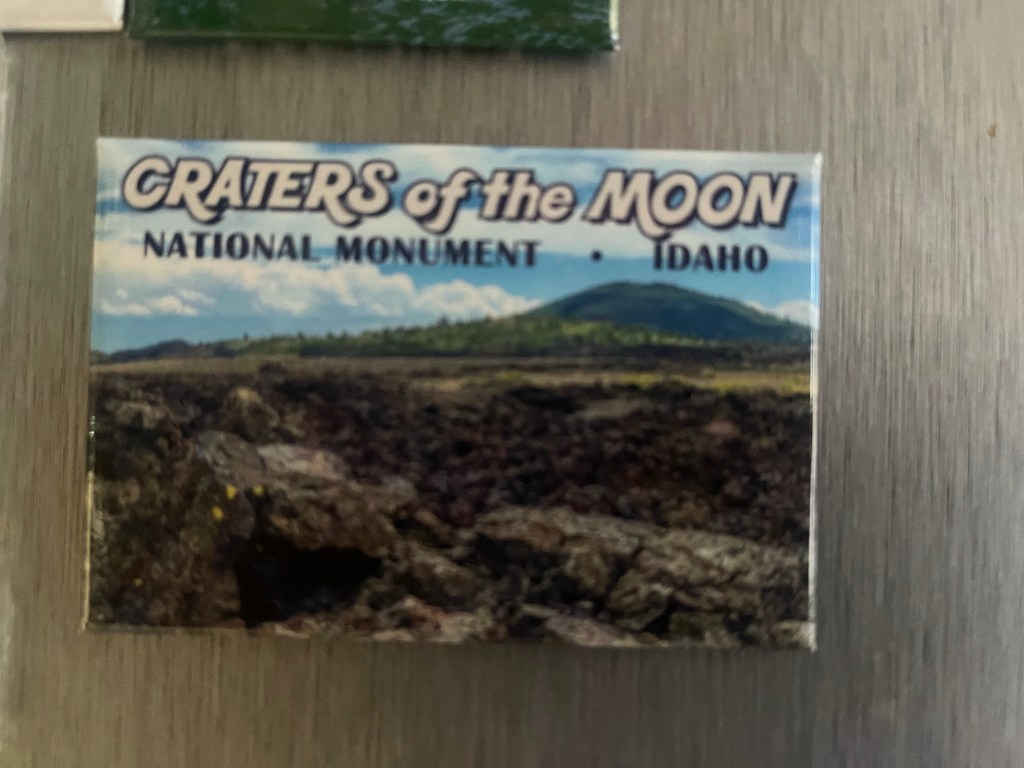 CRATERS of the MOON
NATIONAL MONUMENT • IDAHO